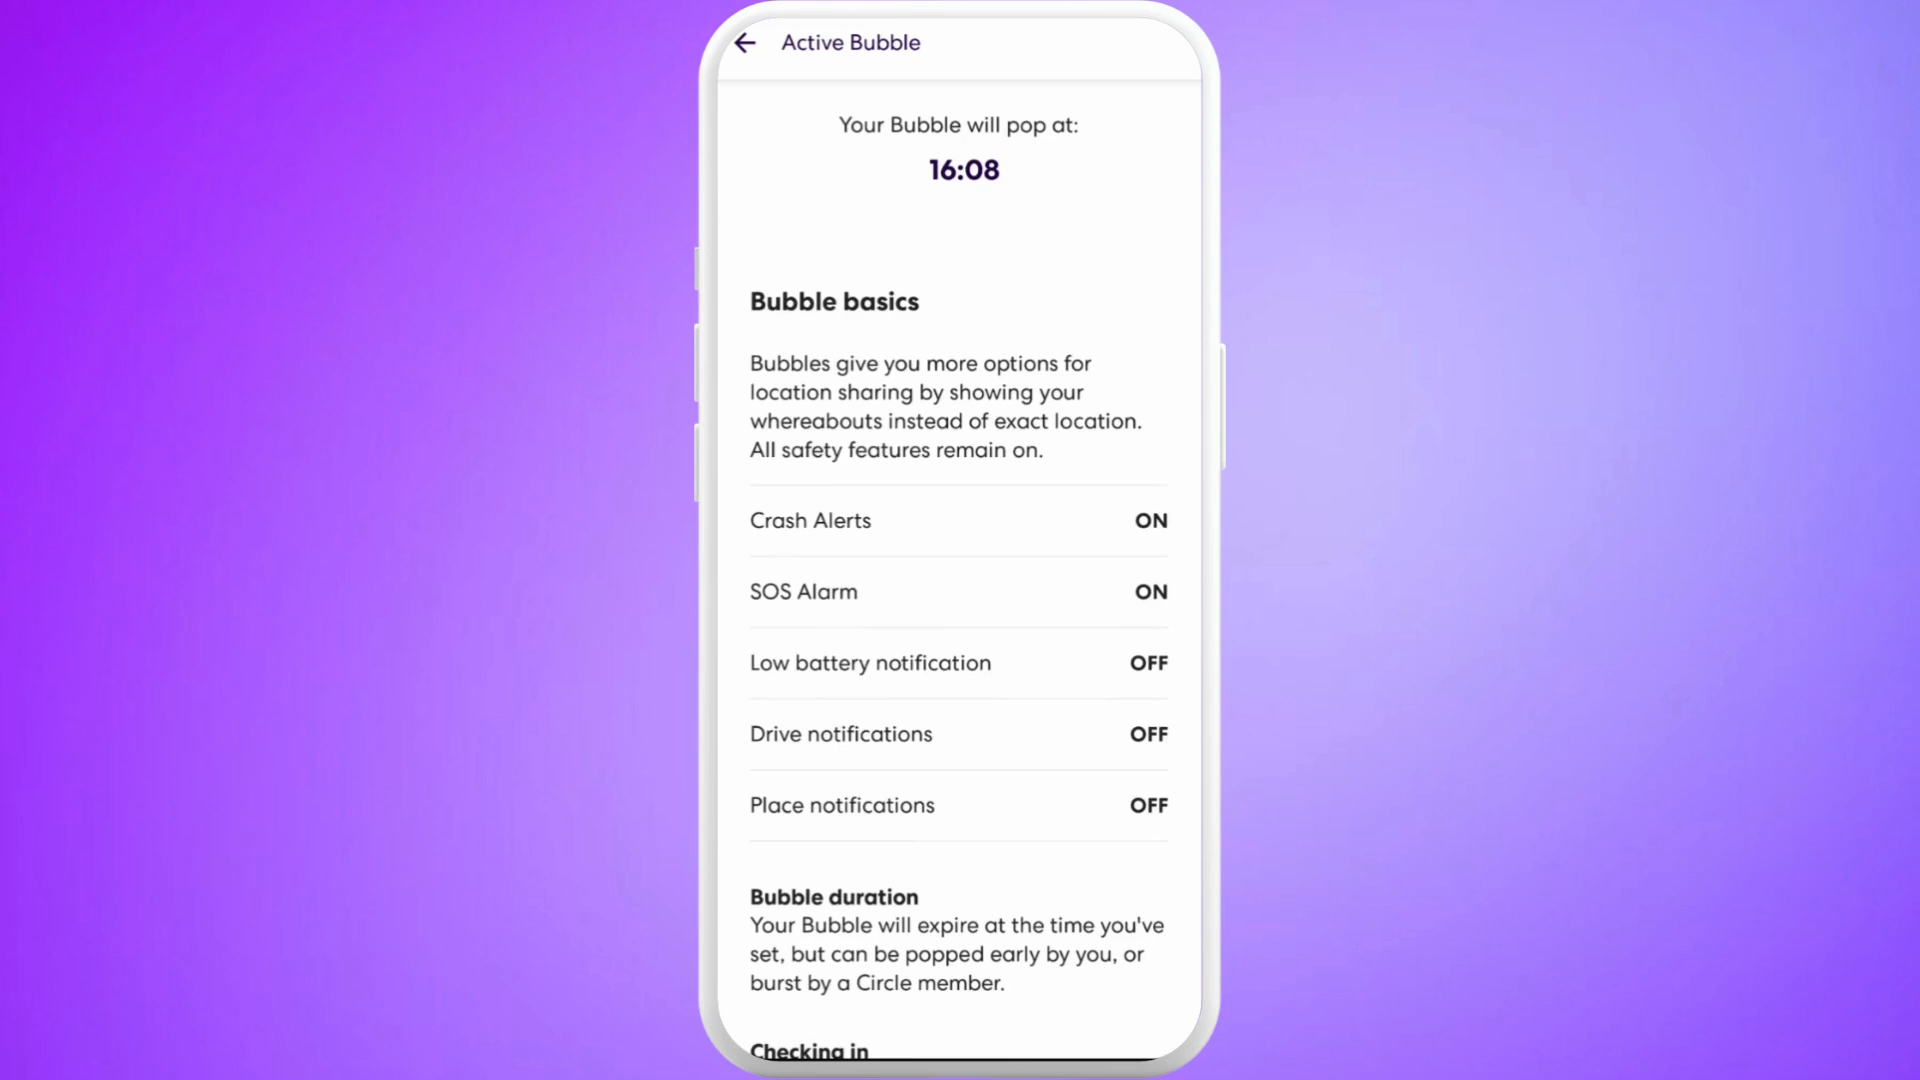 Active Bubble
Your Bubble will pop at:
16:08
Bubble basics
Bubbles give you more options for
location sharing by showing your
whereabouts instead of exact location.
All safety features remain on.
Crash Alerts ON
SOS Alarm ON
Low battery notification OFF
Drive notifications OFF
Place notifications OFF
Bubble duration
Your Bubble will expire at the time you've
set, but can be popped early by you, or
burst by a Circle member.
Checking in